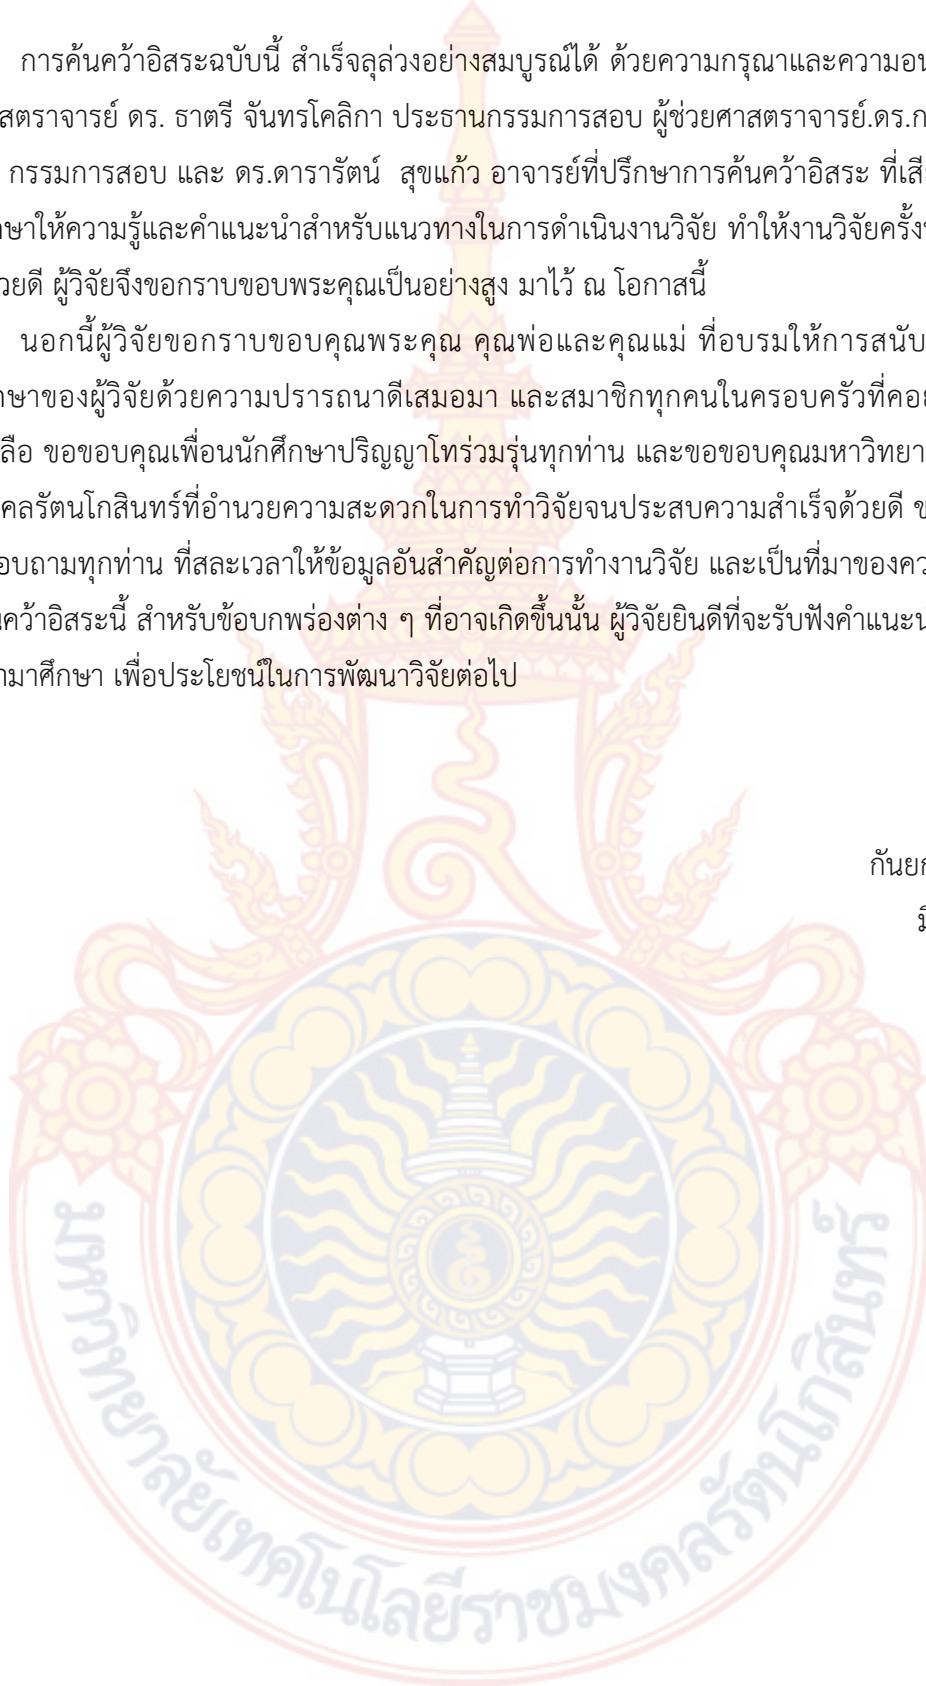 การค้นคว้าอิสระฉบับนี้ สำเร็จลุล่วงอย่างสมบูรณ์ได้ ด้วยความกรุณาและความอน
สตราจารย์ ดร. ธาตรี จันทรโคลิกา ประธานกรรมการสอบ ผู้ช่วยศาสตราจารย์.ดร.ก
กรรมการสอบ และ ดร.ดารารัตน์ สุขแก้ว อาจารย์ที่ปรึกษาการค้นคว้าอิสระ ที่เสีย
กษาให้ความรู้และคำแนะนำสำหรับแนวทางในการดำเนินงานวิจัย ทำให้งานวิจัยครั้ง
วยดี ผู้วิจัยจึงขอกราบขอบพระคุณเป็นอย่างสูง มาไว้ ณ โอกาสนี้
นอกนี้ผู้วิจัยขอกราบขอบคุณพระคุณ คุณพ่อและคุณแม่ ที่อบรมให้การสนับ
กษาของผู้วิจัยด้วยความปรารถนาดีเสมอมา และสมาชิกทุกคนในครอบครัวที่คอย
ลือ ขอขอบคุณเพื่อนนักศึกษาปริญญาโทร่วมรุ่นทุกท่าน และขอขอบคุณมหาวิทยา
คลรัตนโกสินทร์ที่อำนวยความสะดวกในการทำวิจัยจนประสบความสำเร็จด้วยดี ข
อบถามทุกท่าน ที่สละเวลาให้ข้อมูลอันสำคัญต่อการทำงานวิจัย และเป็นที่มาของคว
นคว้าอิสระนี้ สำหรับข้อบกพร่องต่าง ๆ ที่อาจเกิดขึ้นนั้น ผู้วิจัยยินดีที่จะรับฟังคำแนะน
ามาศึกษา เพื่อประโยชน์ในการพัฒนาวิจัยต่อไป
กันยก
มี
มหาวิทยาลัยเทคโนโลยีราชมงคลรัตนโกสินทร์